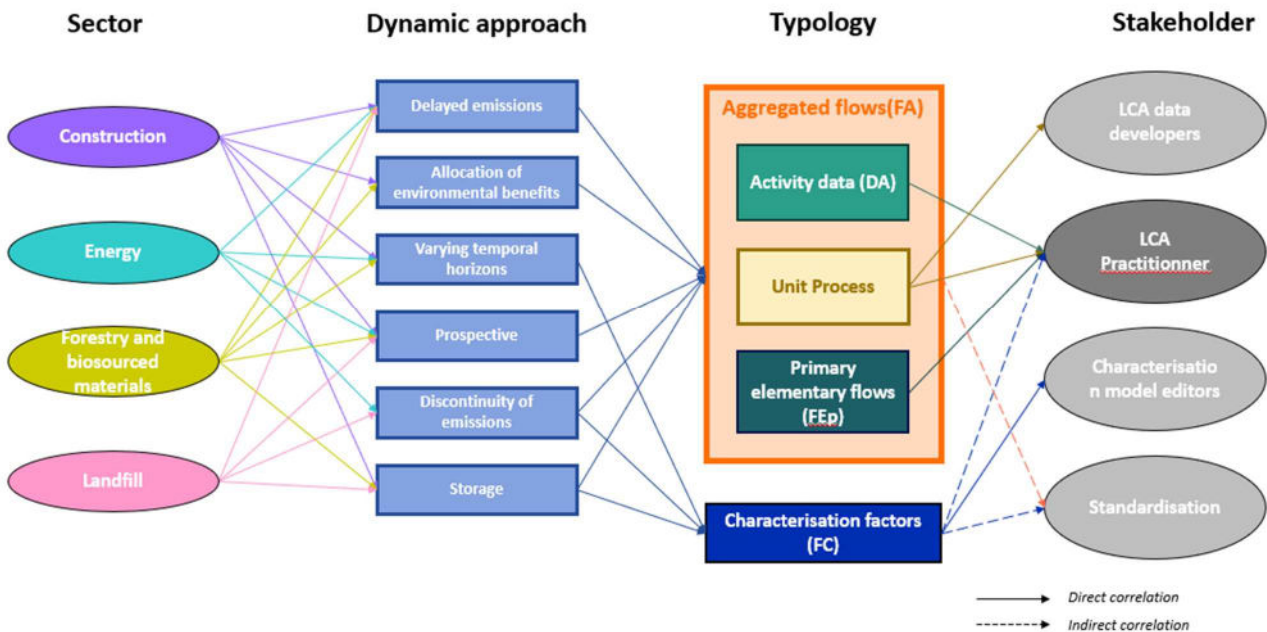 Sector
Dynamic approach
Typology
Stakeholder
Construction
Energy
Forestry and
biosourced
materials
Landfill
Delayed emissions
Allocation of
environmental benefits
Varying temporal
horizons
Prospective
Discontinuity of
emissions
Storage
Aggregated flows(FA)
Activity data (DA)
Unit Process
Primary
elementary flows
(FEp)
Characterisation factors
(FC)
LCA data
developers
LCA
Practitionner
Characterisatio
n model editors
Standardisation
Direct correlation
Indirect correlation